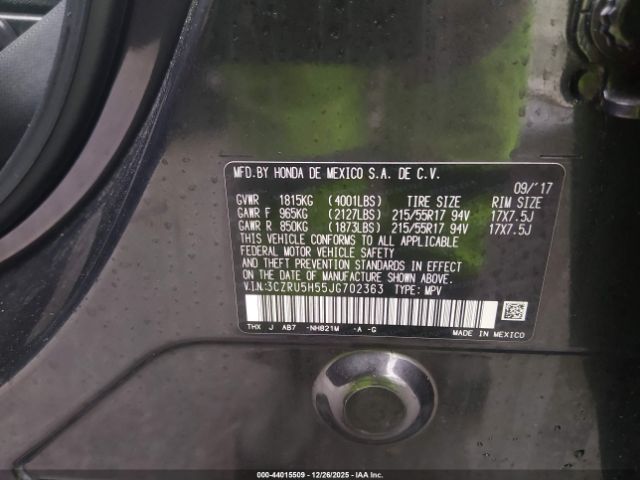 MFD.BY HONDA DE MEXICO S.A. DE C.V.
09/'17
GVWR 1815KG (4001LBS) TIRE SIZE RIM SIZE
GAWR F 965KG (2127LBS) 215/55R17 94V 17X7.5J
GAWR R 850KG (1873LBS) 215/55R17 94V 17X7.5J
THIS VEHICLE CONFORMS TO ALL APPLICABLE
FEDERAL MOTOR VEHICLE SAFETY
AND THEFT PREVENTION STANDARDS IN EFFECT
ON THE DATE OF MANUFACTURE SHOWN ABOVE.
V.I.N:3CZRU5H55JG702363 TYPE: MPV
THX J AB7 -NH821M -A -G MADE IN MEXICO
000-44015509 - 12/26/2025 - IAA Inc.